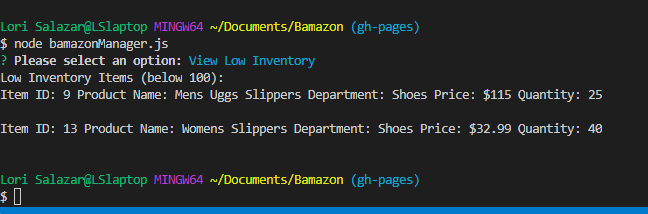 Lori Salazar@LSlaptop MINGW64 ~/Documents/Bamazon (gh-pages)
$ node bamazonManager.js
? Please select an option: View Low Inventory
Low Inventory Items (below 100):
Item ID: 9 Product Name: Mens Uggs Slippers Department: Shoes Price: $115 Quantity: 25
Item ID: 13 Product Name: Womens Slippers Department: Shoes Price: $32.99 Quantity: 40
Lori Salazar@LSlaptop MINGW64 ~/Documents/Bamazon (gh-pages)
$